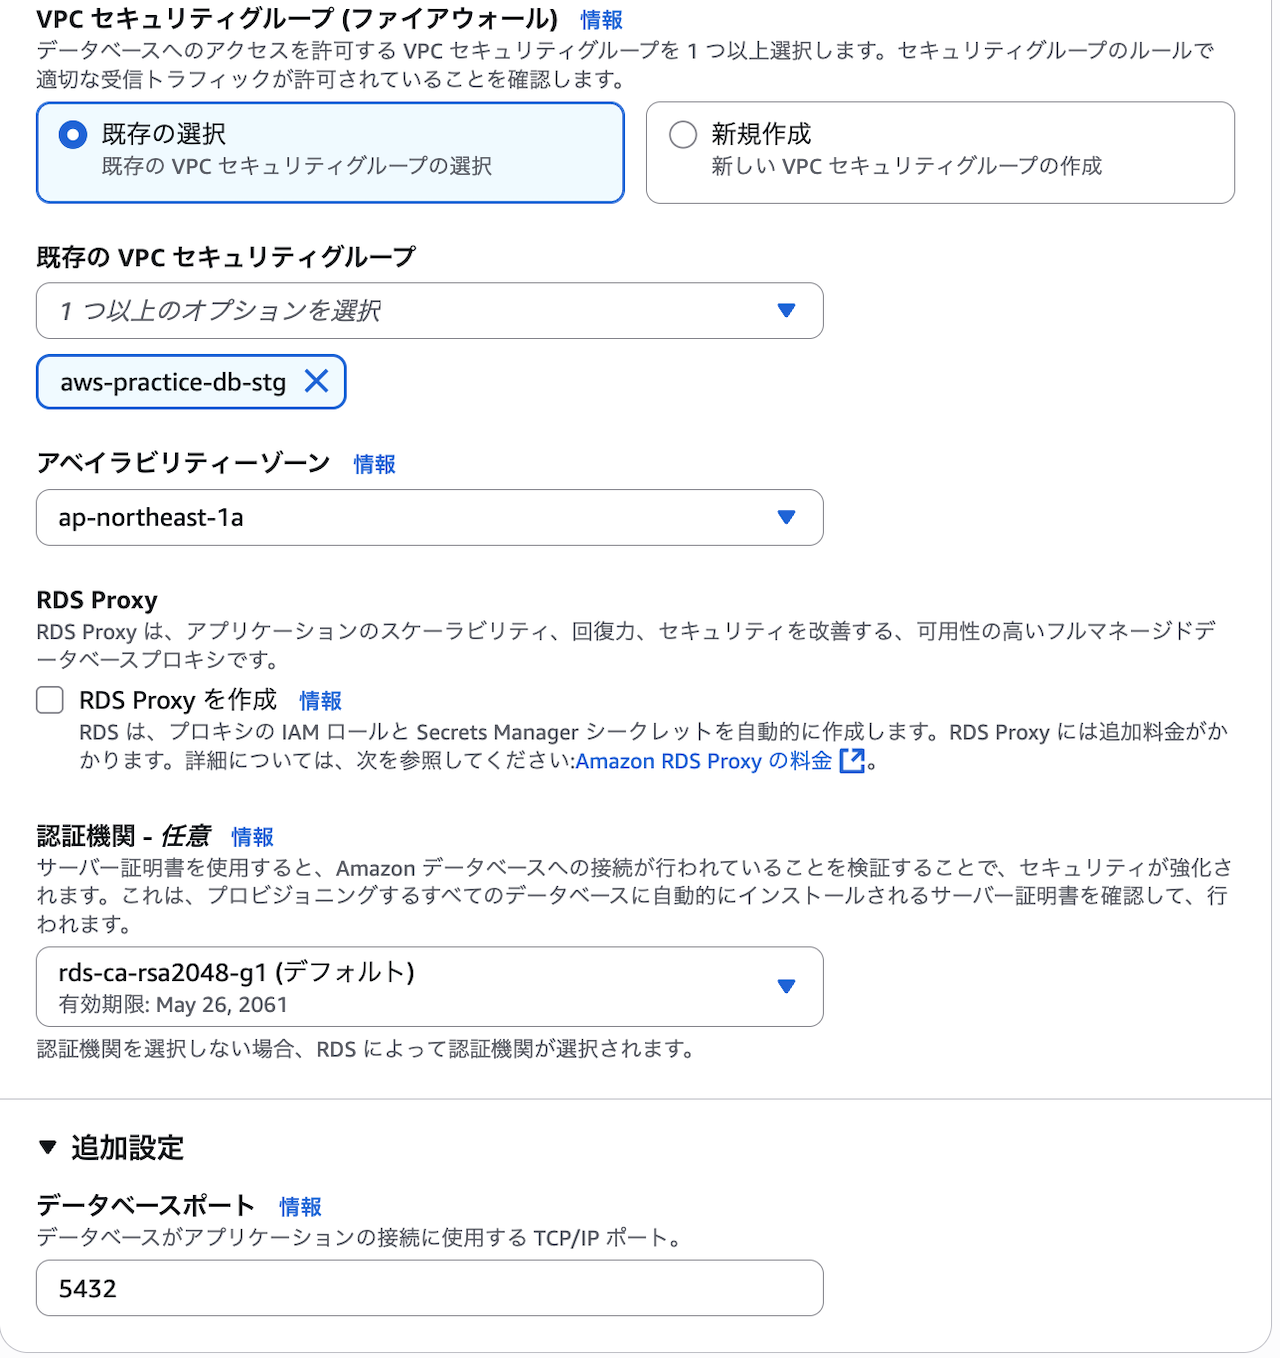 VPC セキュリティグループ (ファイアウォール) 情報
データベースへのアクセスを許可する VPC セキュリティグループを 1 つ以上選択します。セキュリティグループのルールで
適切な受信トラフィックが許可されていることを確認します。
既存の選択
既存の VPC セキュリティグループの選択
新規作成
新しい VPC セキュリティグループの作成
既存の VPC セキュリティグループ
1 つ以上のオプションを選択
aws-practice-db-stg
アベイラビリティーゾーン 情報
ap-northeast-1a
RDS Proxy
RDS Proxy は、アプリケーションのスケーラビリティ、回復力、セキュリティを改善する、可用性の高いフルマネージドデ
ータベースプロキシです。
RDS Proxy を作成 情報
RDS は、プロキシの IAM ロールと Secrets Manager シークレットを自動的に作成します。RDS Proxy には追加料金がか
かります。詳細については、次を参照してください:Amazon RDS Proxy の料金 。
認証機関 - 任意 情報
サーバー証明書を使用すると、Amazon データベースへの接続が行われていることを検証することで、セキュリティが強化さ
れます。これは、プロビジョニングするすべてのデータベースに自動的にインストールされるサーバー証明書を確認して、行
われます。
rds-ca-rsa2048-g1 (デフォルト)
有効期限: May 26, 2061
認証機関を選択しない場合、RDS によって認証機関が選択されます。
追加設定
データベースポート 情報
データベースがアプリケーションの接続に使用する TCP/IP ポート。
5432